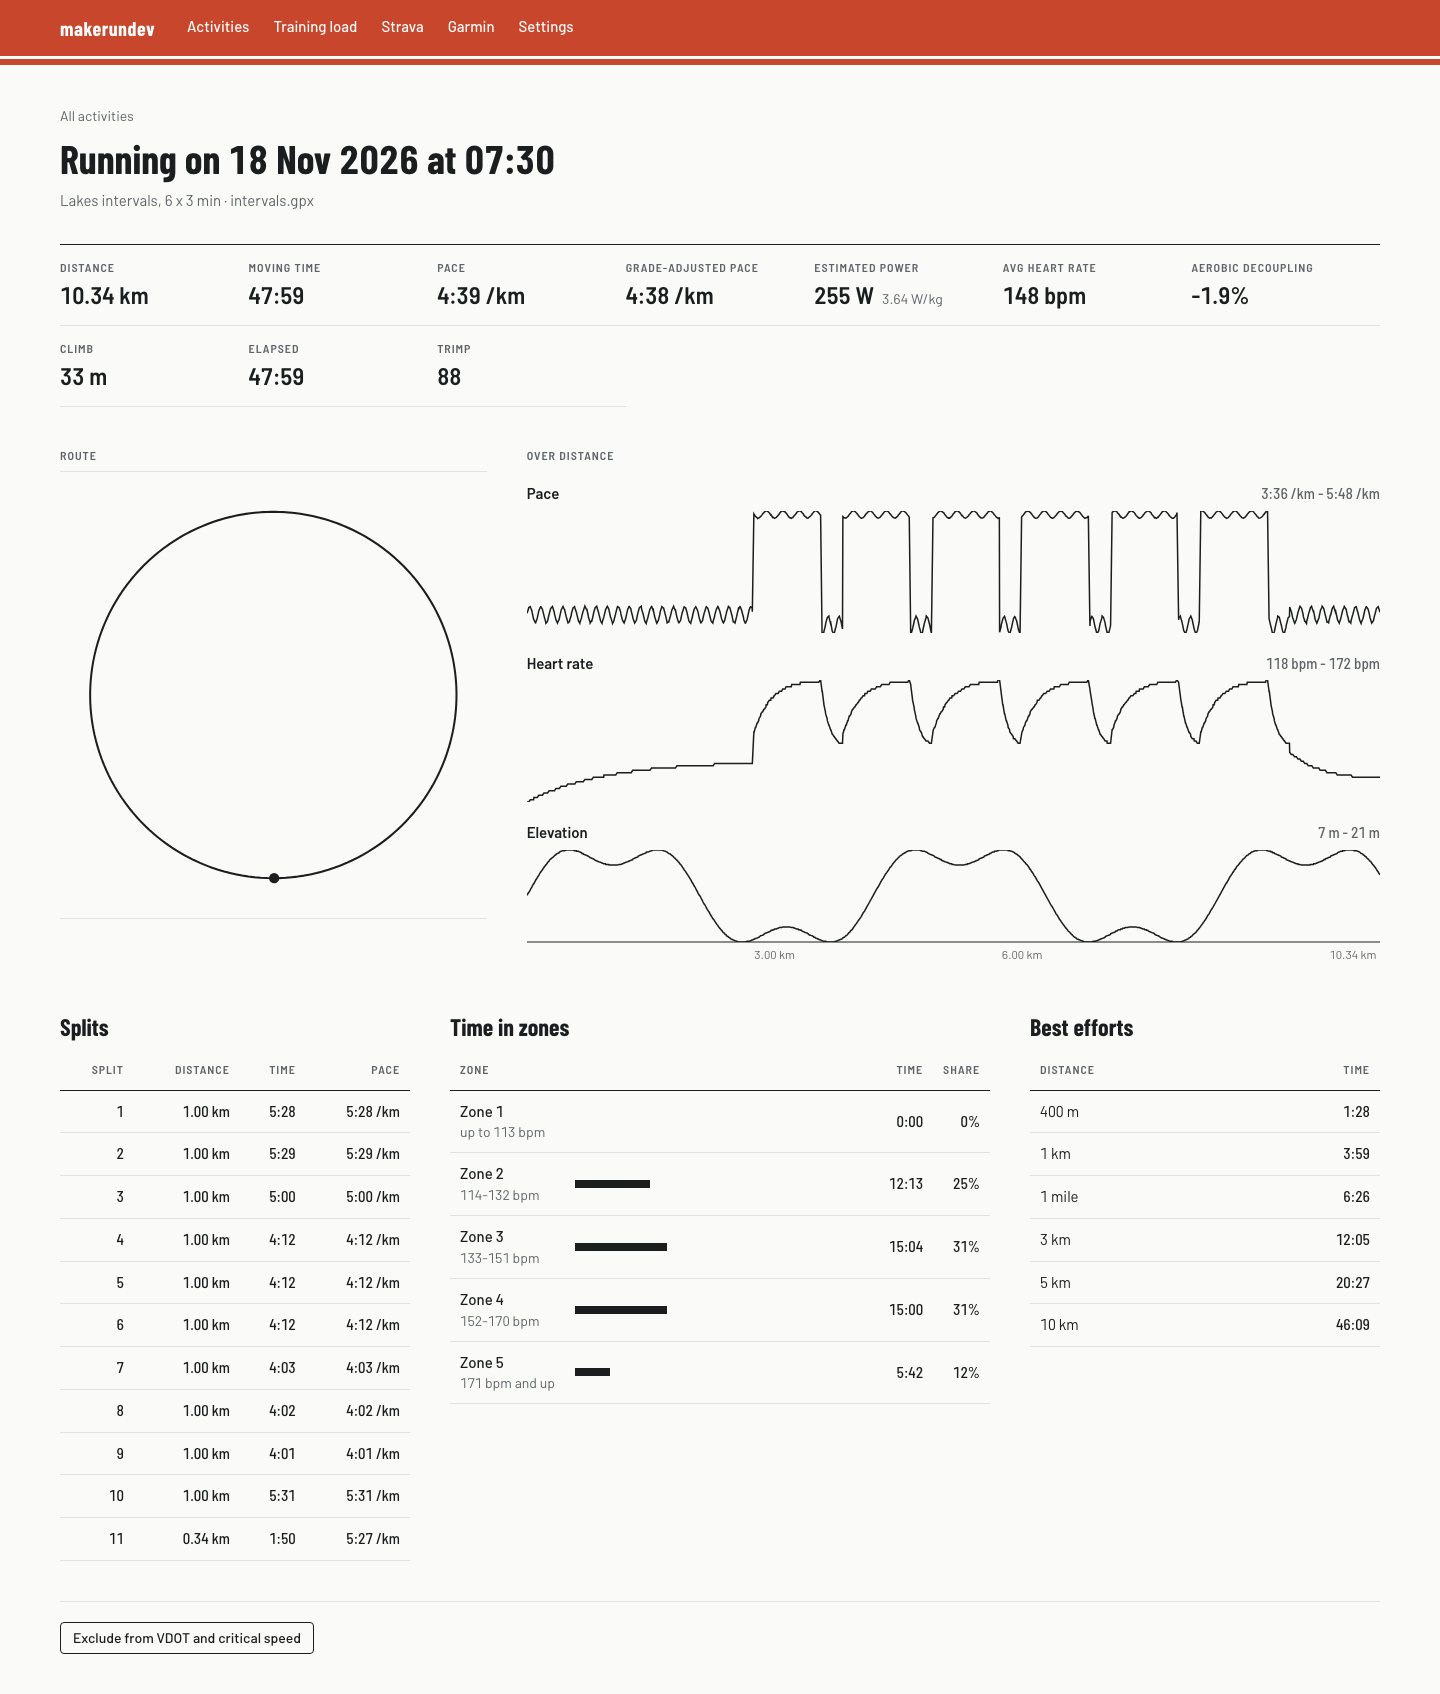 makerundev Activities Training load Strava Garmin Settings
All activities
Running on 18 Nov 2026 at 07:30
Lakes intervals, 6 x 3 min · intervals.gpx
DISTANCE MOVING TIME PACE GRADE-ADJUSTED PACE ESTIMATED POWER AVG HEART RATE AEROBIC DECOUPLING
10.34 km 47:59 4:39 /km 4:38 /km 255 W 3.64 W/kg 148 bpm -1.9%
CLIMB ELAPSED TRIMP
33 m 47:59 88
ROUTE
OVER DISTANCE
Pace 3:36 /km - 5:48 /km
Heart rate 118 bpm - 172 bpm
Elevation 7 m - 21 m
3.00 km 6.00 km 10.34 km
Splits
SPLIT DISTANCE TIME PACE
1 1.00 km 5:28 5:28 /km
2 1.00 km 5:29 5:29 /km
3 1.00 km 5:00 5:00 /km
4 1.00 km 4:12 4:12 /km
5 1.00 km 4:12 4:12 /km
6 1.00 km 4:12 4:12 /km
7 1.00 km 4:03 4:03 /km
8 1.00 km 4:02 4:02 /km
9 1.00 km 4:01 4:01 /km
10 1.00 km 5:31 5:31 /km
11 0.34 km 1:50 5:27 /km
Time in zones
ZONE TIME SHARE
Zone 1 0:00 0%
up to 113 bpm
Zone 2 12:13 25%
114-132 bpm
Zone 3 15:04 31%
133-151 bpm
Zone 4 15:00 31%
152-170 bpm
Zone 5 5:42 12%
171 bpm and up
Best efforts
DISTANCE TIME
400 m 1:28
1 km 3:59
1 mile 6:26
3 km 12:05
5 km 20:27
10 km 46:09
Exclude from VDOT and critical speed